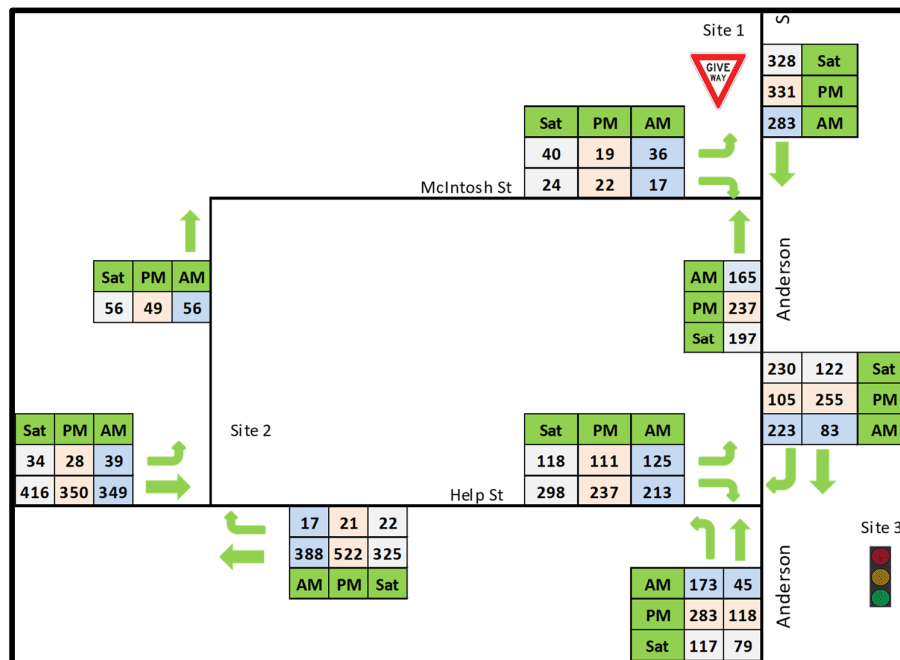 S
Site 1
GIVE
WAY
328 Sat
331 PM
283 AM
Sat PM AM
40 19 36
24 22 17
McIntosh St
Sat PM AM
56 49 56
AM 165
PM 237
Sat 197
Anderson
230 122 Sat
105 255 PM
223 83 AM
Sat PM AM
34 28 39
416 350 349
Site 2
Sat PM AM
118 111 125
298 237 213
Help St
17 21 22
388 522 325
AM PM Sat
Site 3
AM 173 45
PM 283 118
Sat 117 79
Anderson